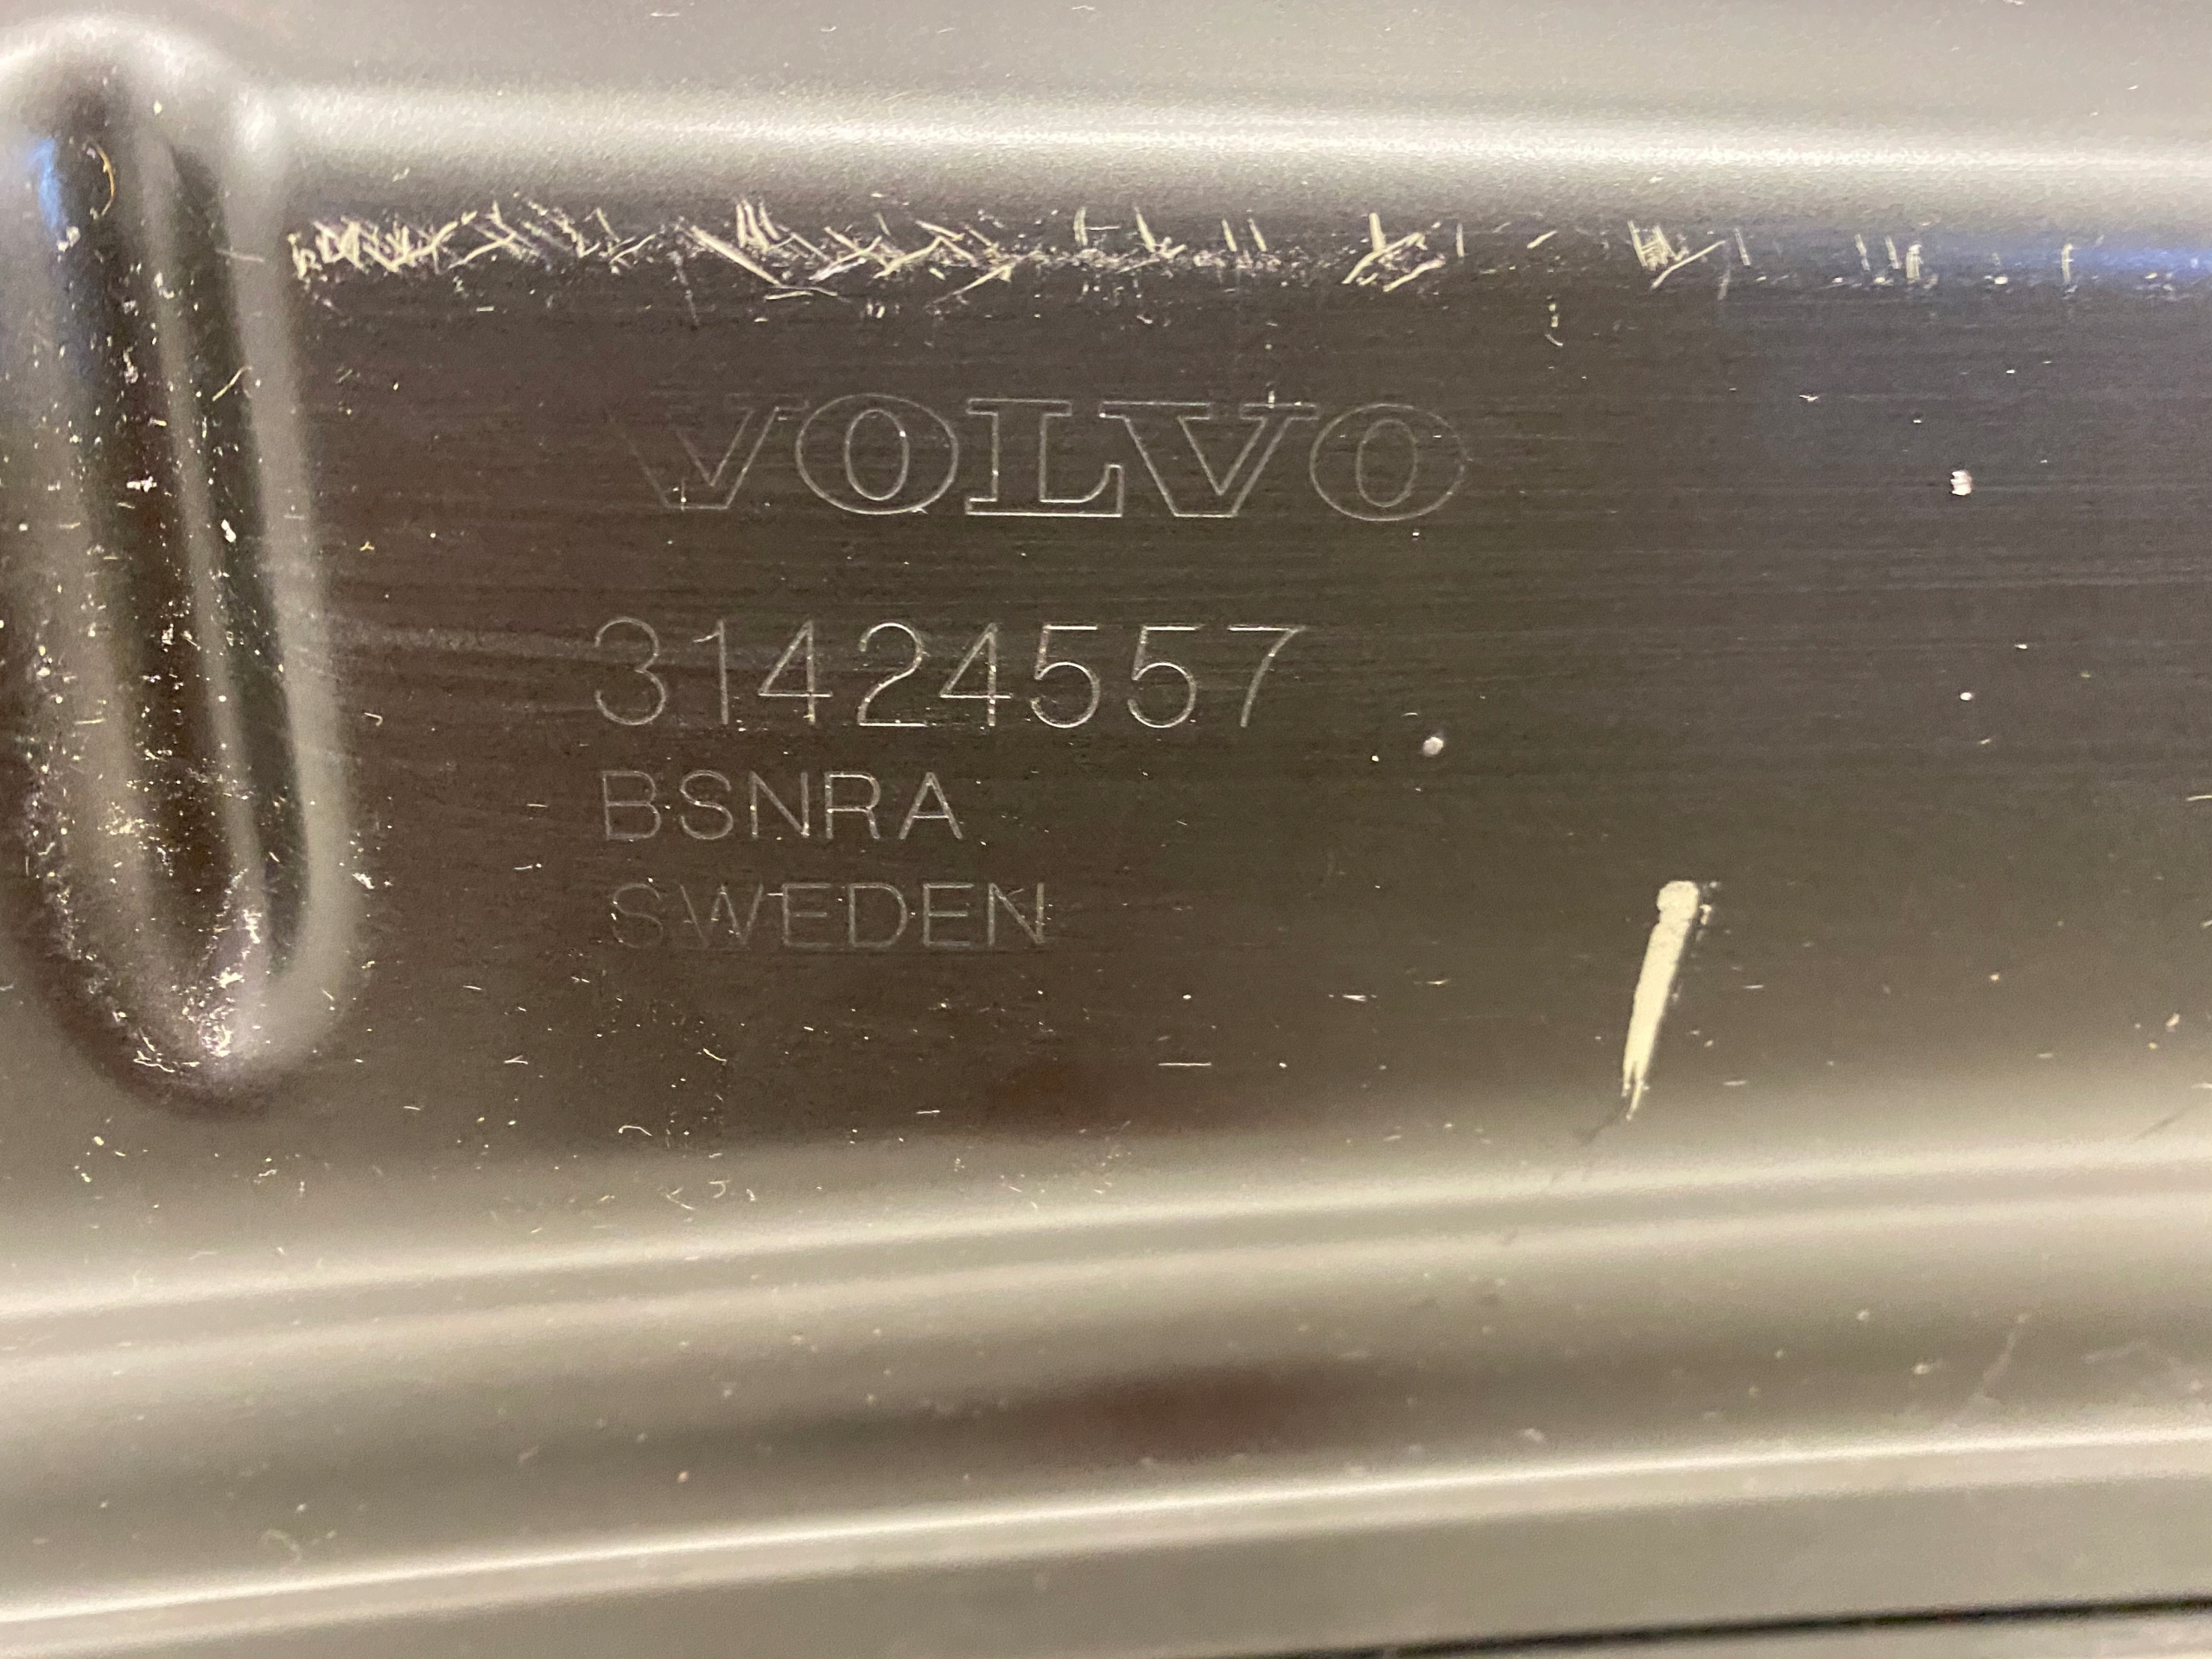 VOLVO
31424557
BSNRA
SWEDEN